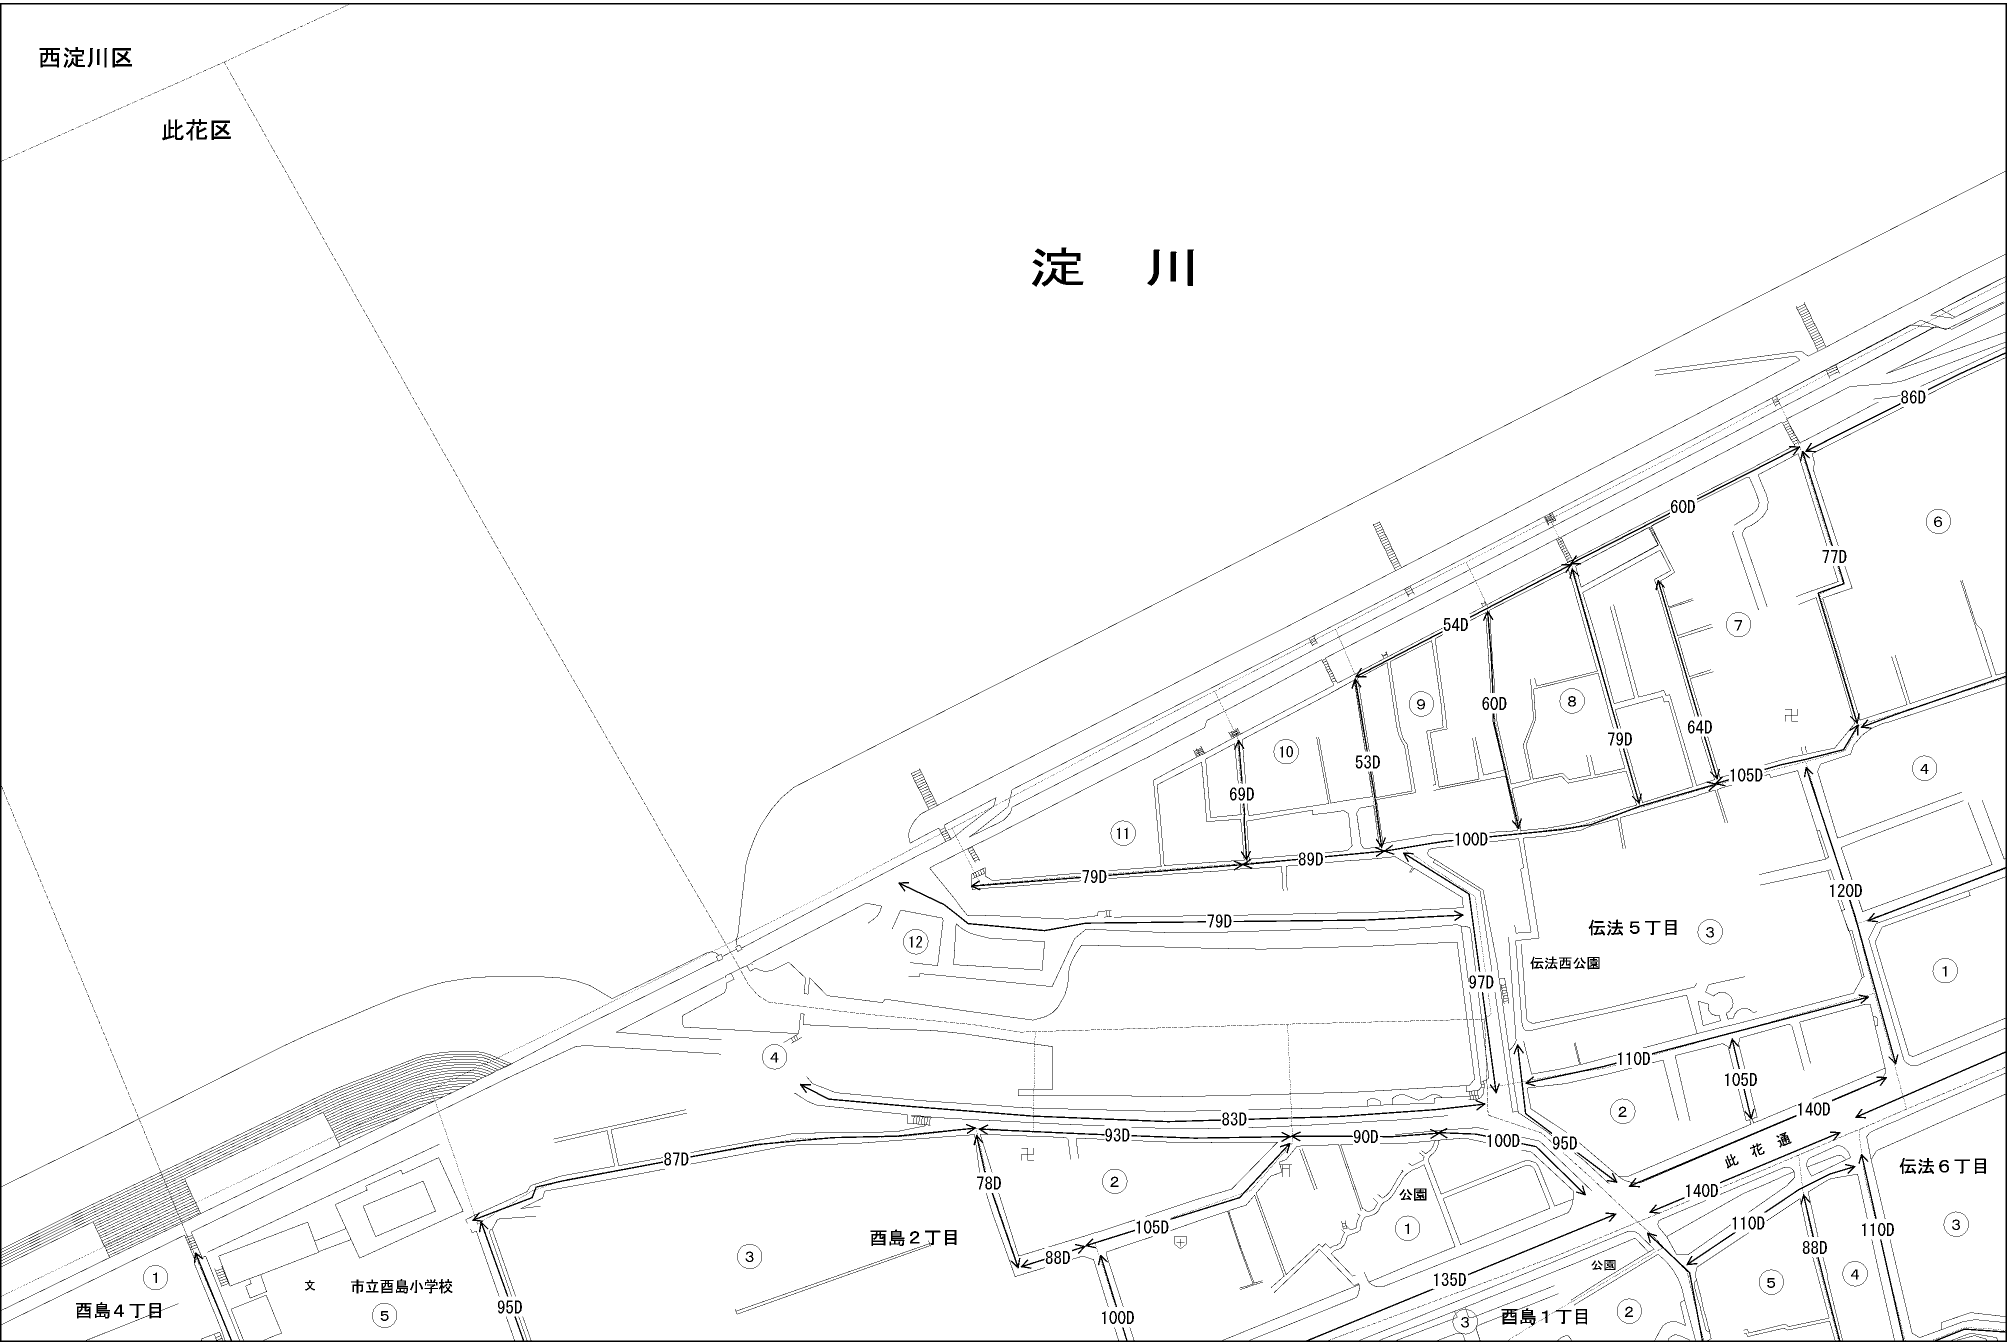 西淀川区
此花区
淀 川
86D
60D
⑥
77D
54D
⑦
60D
⑨
⑧
64D
79D
⑩
53D
105D
④
69D
⑪
100D
89D
79D
120D
79D
⑫
伝法５丁目
③
伝法西公園
97D
①
④
110D
105D
②
140D
83D
93D
90D
100D
95D
此花通
87D
78D
②
公園
140D
伝法６丁目
105D
①
110D
110D
③
酉島２丁目
③
88D
88D
公園
①
文
市立酉島小学校
135D
⑤
④
酉島４丁目
⑤
95D
100D
③
酉島１丁目
②